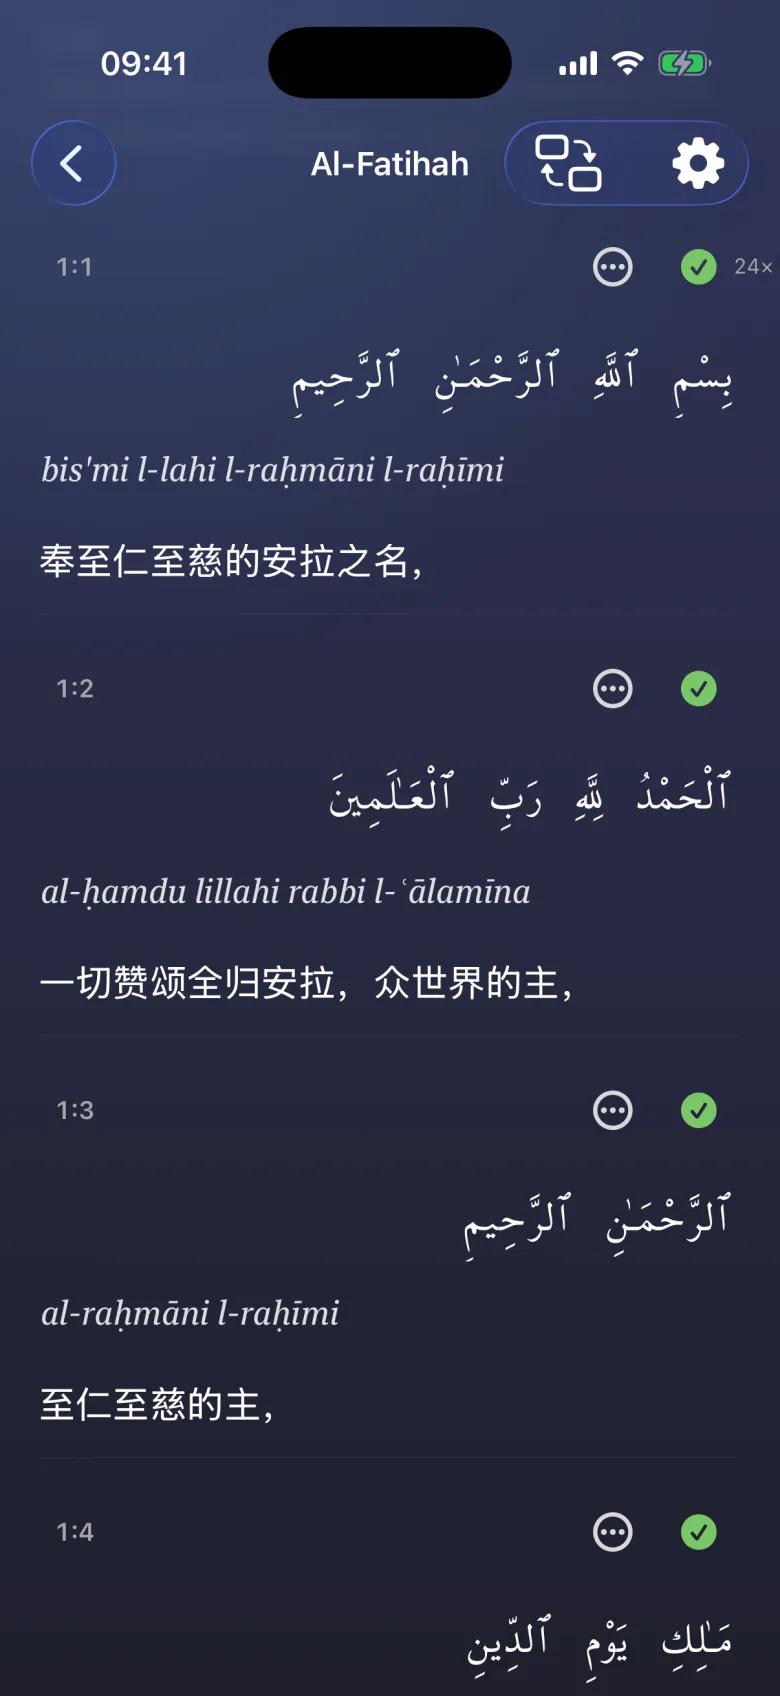 09:41
Al-Fatihah
1:1 24×
بِسْمِ ٱللَّهِ ٱلرَّحْمَـٰنِ ٱلرَّحِيمِ
bis'mi l-lahi l-raḥmāni l-raḥīmi
奉至仁至慈的安拉之名，
1:2
ٱلْحَمْدُ لِلَّهِ رَبِّ ٱلْعَـٰلَمِينَ
al-ḥamdu lillahi rabbi l-ʿālamīna
一切赞颂全归安拉，众世界的主，
1:3
ٱلرَّحْمَـٰنِ ٱلرَّحِيمِ
al-raḥmāni l-raḥīmi
至仁至慈的主，
1:4
مَـٰلِكِ يَوْمِ ٱلدِّينِ